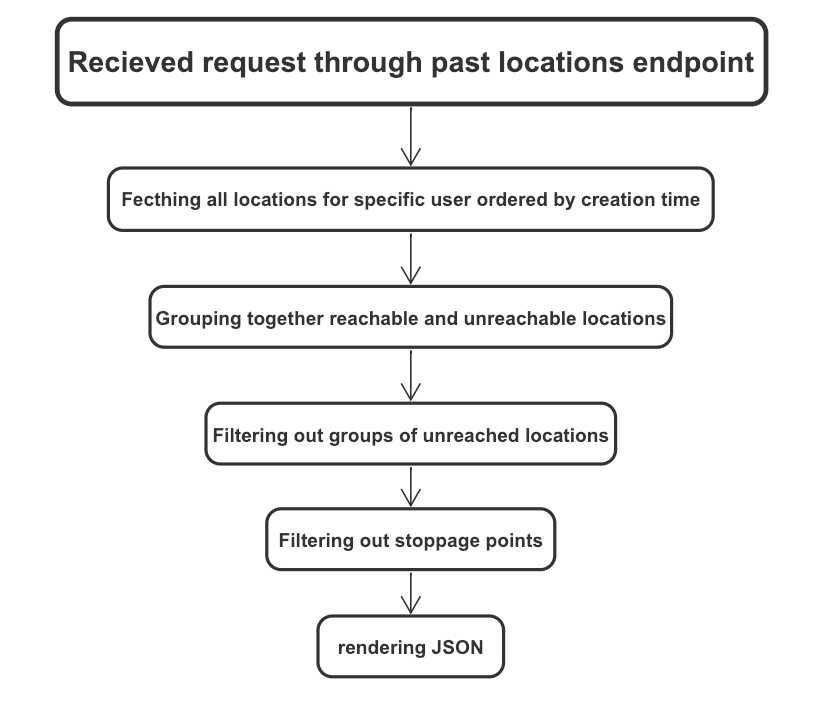 Recieved request through past locations endpoint
Fecthing all locations for specific user ordered by creation time
Grouping together reachable and unreachable locations
Filtering out groups of unreached locations
Filtering out stoppage points
rendering JSON